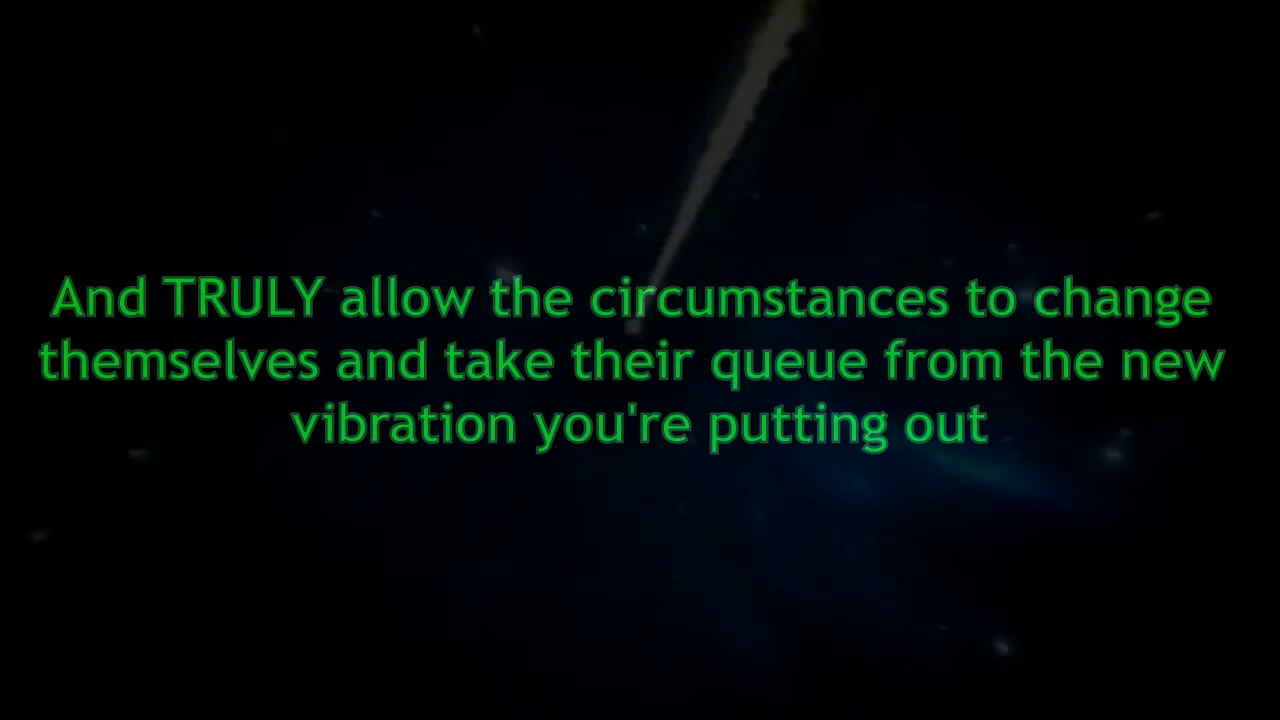 And TRULY allow the circumstances to change
themselves and take their queue from the new
vibration you're putting out